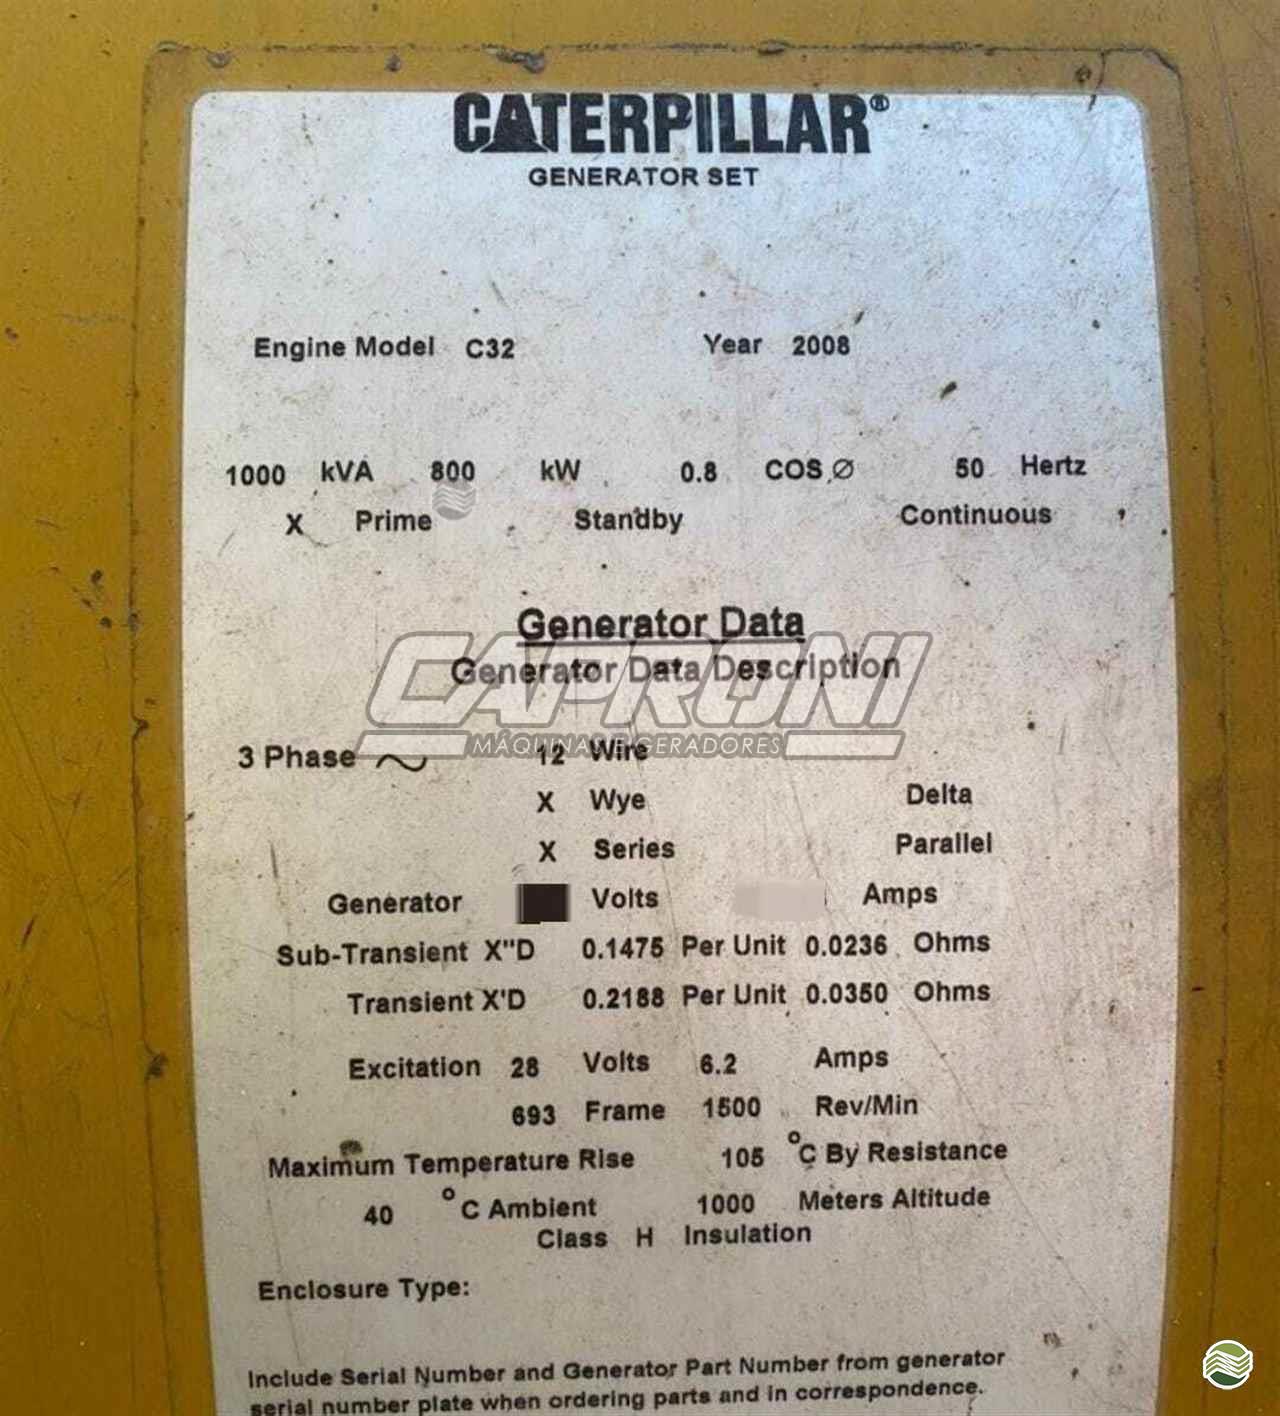 CATERPILLAR®
GENERATOR SET
Engine Model C32 Year 2008
1000 kVA 800 kW 0.8 COS Ø 50 Hertz
X Prime Standby Continuous
Generator Data
Generator Data Description
CAPRONI
MÁQUINAS E GERADORES
3 Phase ~ 12 Wire
X Wye Delta
X Series Parallel
Generator Volts Amps
Sub-Transient X"D 0.1475 Per Unit 0.0236 Ohms
Transient X'D 0.2188 Per Unit 0.0350 Ohms
Excitation 28 Volts 6.2 Amps
693 Frame 1500 Rev/Min
Maximum Temperature Rise 105 °C By Resistance
40 °C Ambient 1000 Meters Altitude
Class H Insulation
Enclosure Type:
Include Serial Number and Generator Part Number from generator
serial number plate when ordering parts and in correspondence.